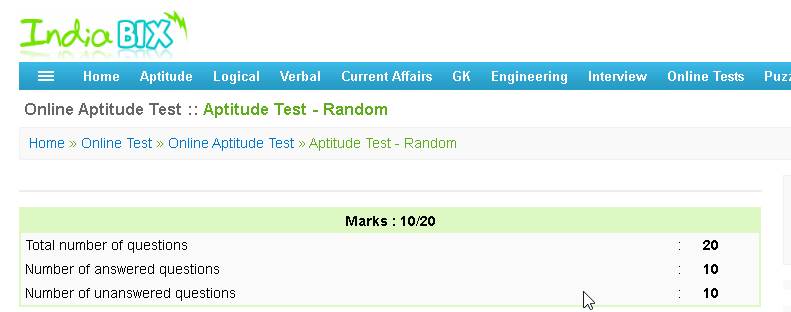 India BIX
Home Aptitude Logical Verbal Current Affairs GK Engineering Interview Online Tests Puzz
Online Aptitude Test :: Aptitude Test - Random
Home » Online Test » Online Aptitude Test » Aptitude Test - Random
Marks : 10/20
Total number of questions : 20
Number of answered questions : 10
Number of unanswered questions : 10